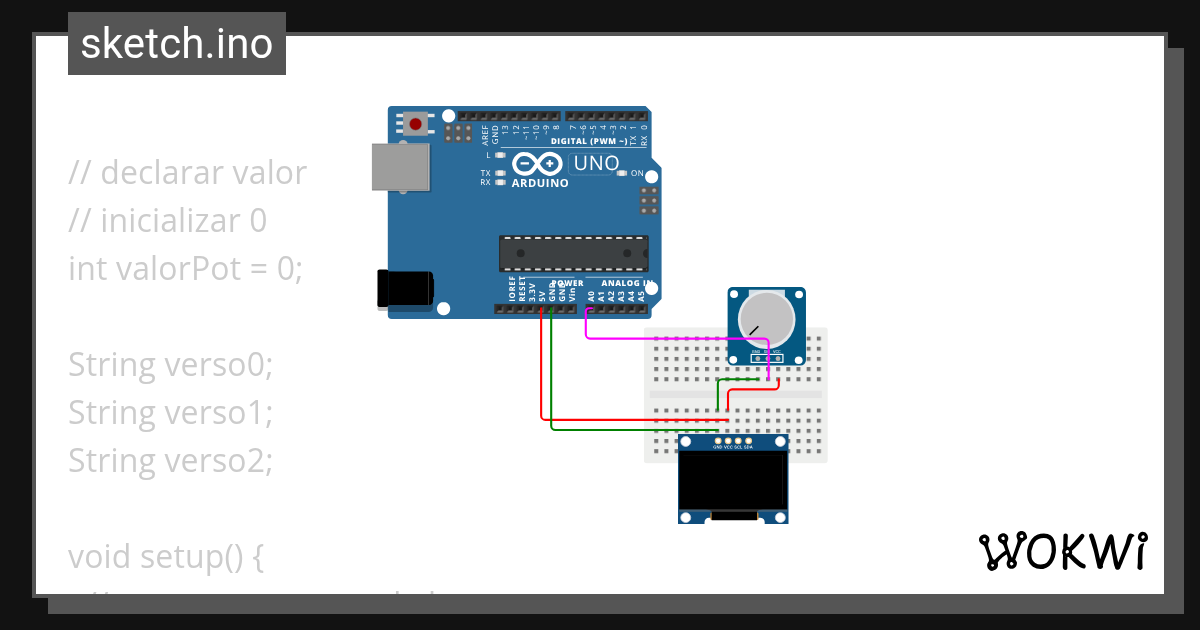 sketch.ino
// declarar valor
// inicializar 0
int valorPot = 0;
String verso0;
String verso1;
String verso2;
void setup() {
AREF
GND
13
12
~11
~10
~9
8
7
~6
~5
4
~3
2
TX 1
RX 0
DIGITAL (PWM ~)
L
TX
RX
UNO
ON
ARDUINO
IOREF
RESET
3.3V
5V
GND
GND
Vin
POWER
ANALOG IN
A0
A1
A2
A3
A4
A5
GND SIG VCC
GND VCC SCL SDA
WOKWi